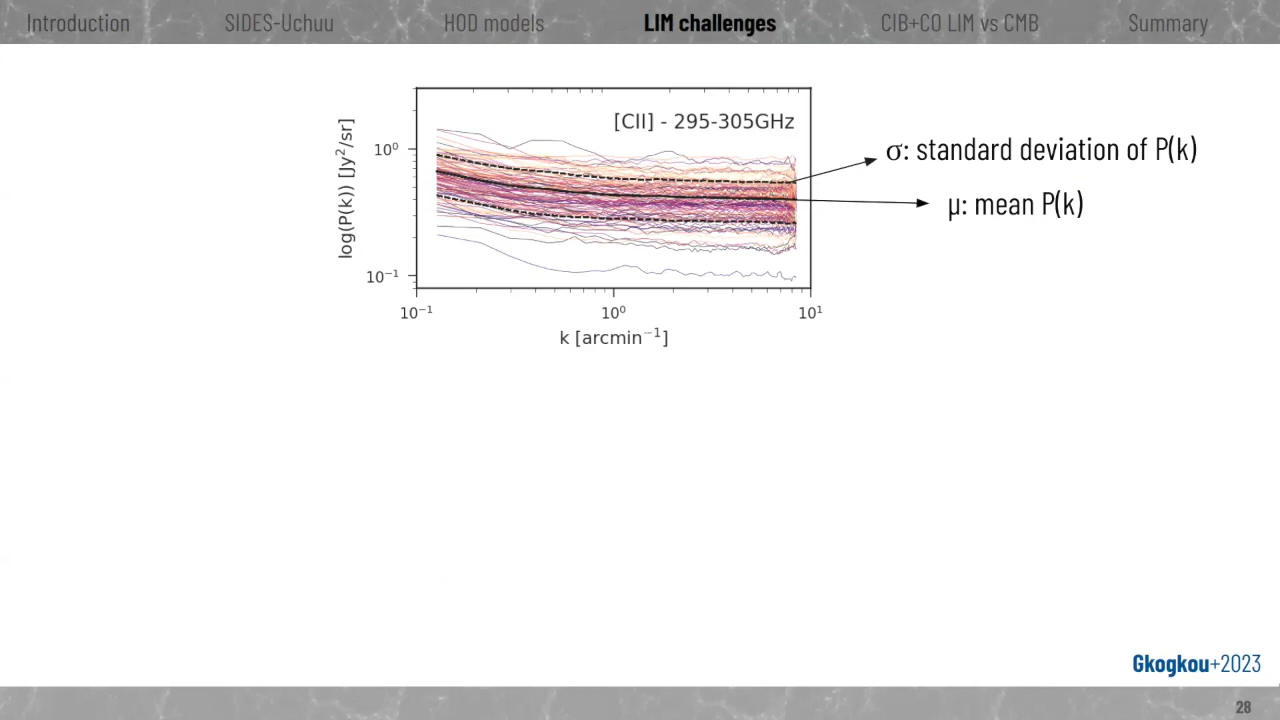 Introduction SIDES-Uchuu HOD models LIM challenges CIB+CO LIM vs CMB Summary
[CII] - 295-305GHz
log(P(k)) [Jy²/sr]
10⁰
10⁻¹
10⁻¹ 10⁰ 10¹
k [arcmin⁻¹]
σ: standard deviation of P(k)
μ: mean P(k)
Gkogkou+2023
28